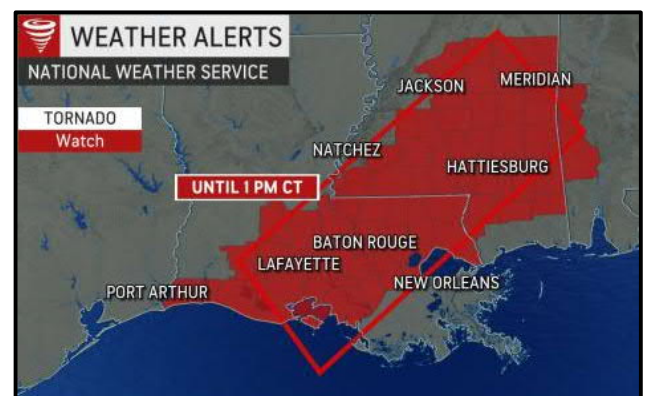 WEATHER ALERTS
NATIONAL WEATHER SERVICE
TORNADO
Watch
JACKSON
MERIDIAN
NATCHEZ
HATTIESBURG
UNTIL 1 PM CT
BATON ROUGE
LAFAYETTE
NEW ORLEANS
PORT ARTHUR